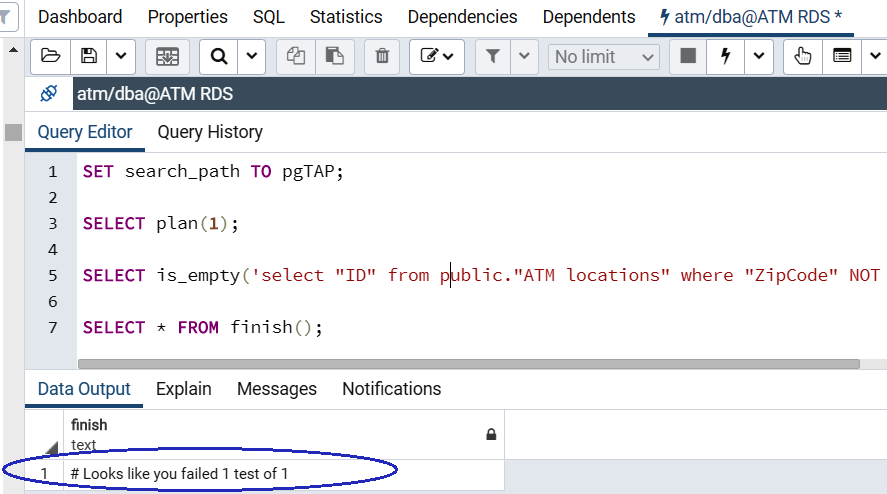 Dashboard Properties SQL Statistics Dependencies Dependents atm/dba@ATM RDS *
No limit
atm/dba@ATM RDS
Query Editor Query History
1 SET search_path TO pgTAP;
2
3 SELECT plan(1);
4
5 SELECT is_empty('select "ID" from public."ATM locations" where "ZipCode" NOT
6
7 SELECT * FROM finish();
Data Output Explain Messages Notifications
finish
text
1 # Looks like you failed 1 test of 1